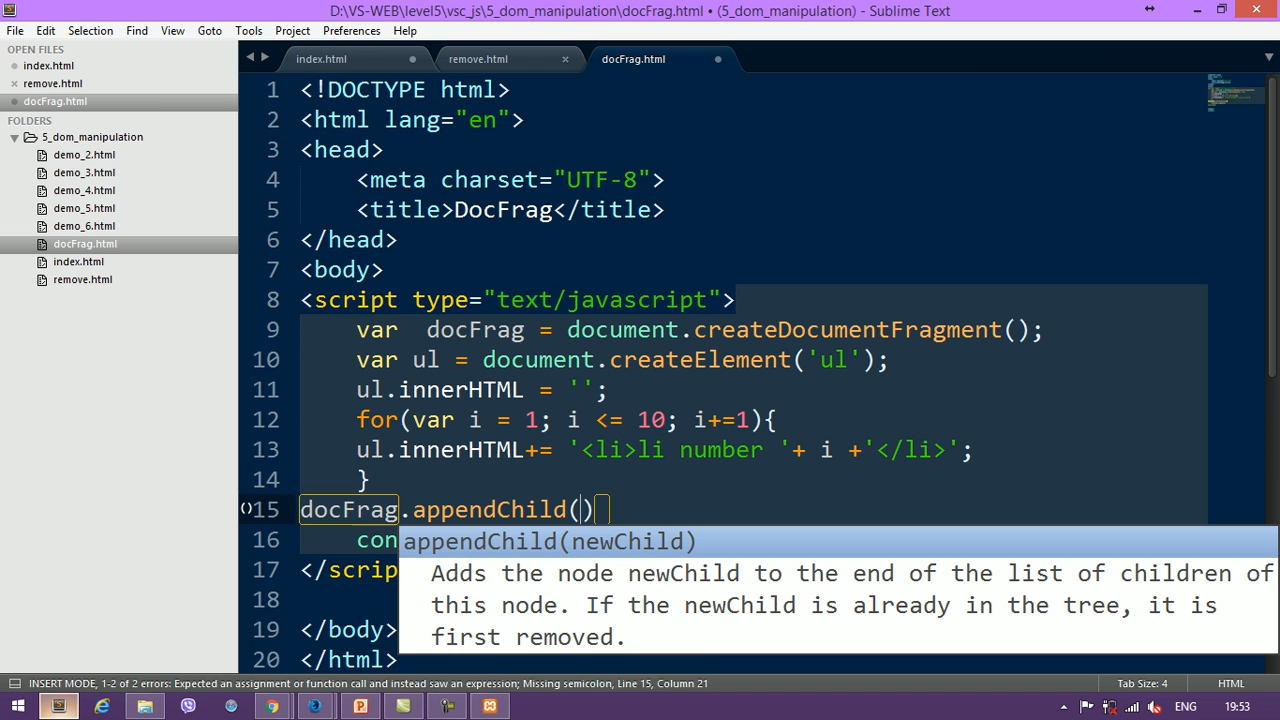 D:\VS-WEB\level5\vsc_js\5_dom_manipulation\docFrag.html • (5_dom_manipulation) - Sublime Text
File Edit Selection Find View Goto Tools Project Preferences Help
OPEN FILES
index.html
remove.html
docFrag.html
FOLDERS
5_dom_manipulation
demo_2.html
demo_3.html
demo_4.html
demo_5.html
demo_6.html
docFrag.html
index.html
remove.html
index.html remove.html docFrag.html
1 <!DOCTYPE html>
2 <html lang="en">
3 <head>
4 <meta charset="UTF-8">
5 <title>DocFrag</title>
6 </head>
7 <body>
8 <script type="text/javascript">
9 var  docFrag = document.createDocumentFragment();
10 var ul = document.createElement('ul');
11 ul.innerHTML = '';
12 for(var i = 1; i <= 10; i+=1){
13 ul.innerHTML+= '<li>li number '+ i +'</li>';
14 }
15 docFrag.appendChild()
16 con
17 </scrip
18
19 </body>
20 </html>
appendChild(newChild)
Adds the node newChild to the end of the list of children of
this node. If the newChild is already in the tree, it is
first removed.
INSERT MODE, 1-2 of 2 errors: Expected an assignment or function call and instead saw an expression; Missing semicolon, Line 15, Column 21
Tab Size: 4
HTML
ENG
19:53